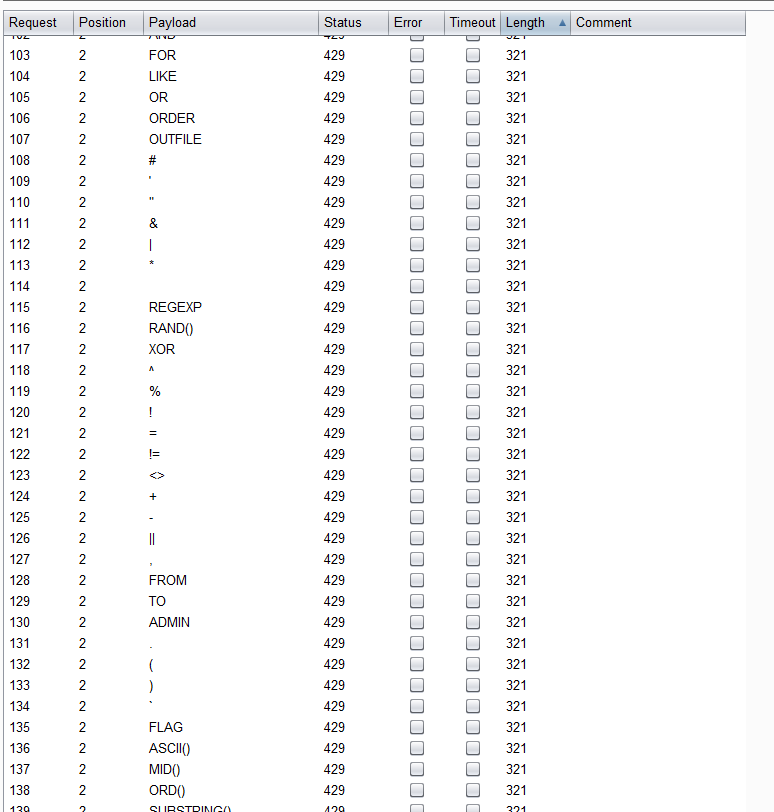 Request Position Payload Status Error Timeout Length Comment
102 2 AND 429 321
103 2 FOR 429 321
104 2 LIKE 429 321
105 2 OR 429 321
106 2 ORDER 429 321
107 2 OUTFILE 429 321
108 2 # 429 321
109 2 ' 429 321
110 2 " 429 321
111 2 & 429 321
112 2 | 429 321
113 2 * 429 321
114 2 429 321
115 2 REGEXP 429 321
116 2 RAND() 429 321
117 2 XOR 429 321
118 2 ^ 429 321
119 2 % 429 321
120 2 ! 429 321
121 2 = 429 321
122 2 != 429 321
123 2 <> 429 321
124 2 + 429 321
125 2 - 429 321
126 2 || 429 321
127 2 , 429 321
128 2 FROM 429 321
129 2 TO 429 321
130 2 ADMIN 429 321
131 2 . 429 321
132 2 ( 429 321
133 2 ) 429 321
134 2 ` 429 321
135 2 FLAG 429 321
136 2 ASCII() 429 321
137 2 MID() 429 321
138 2 ORD() 429 321
139 2 SUBSTRING() 429 321